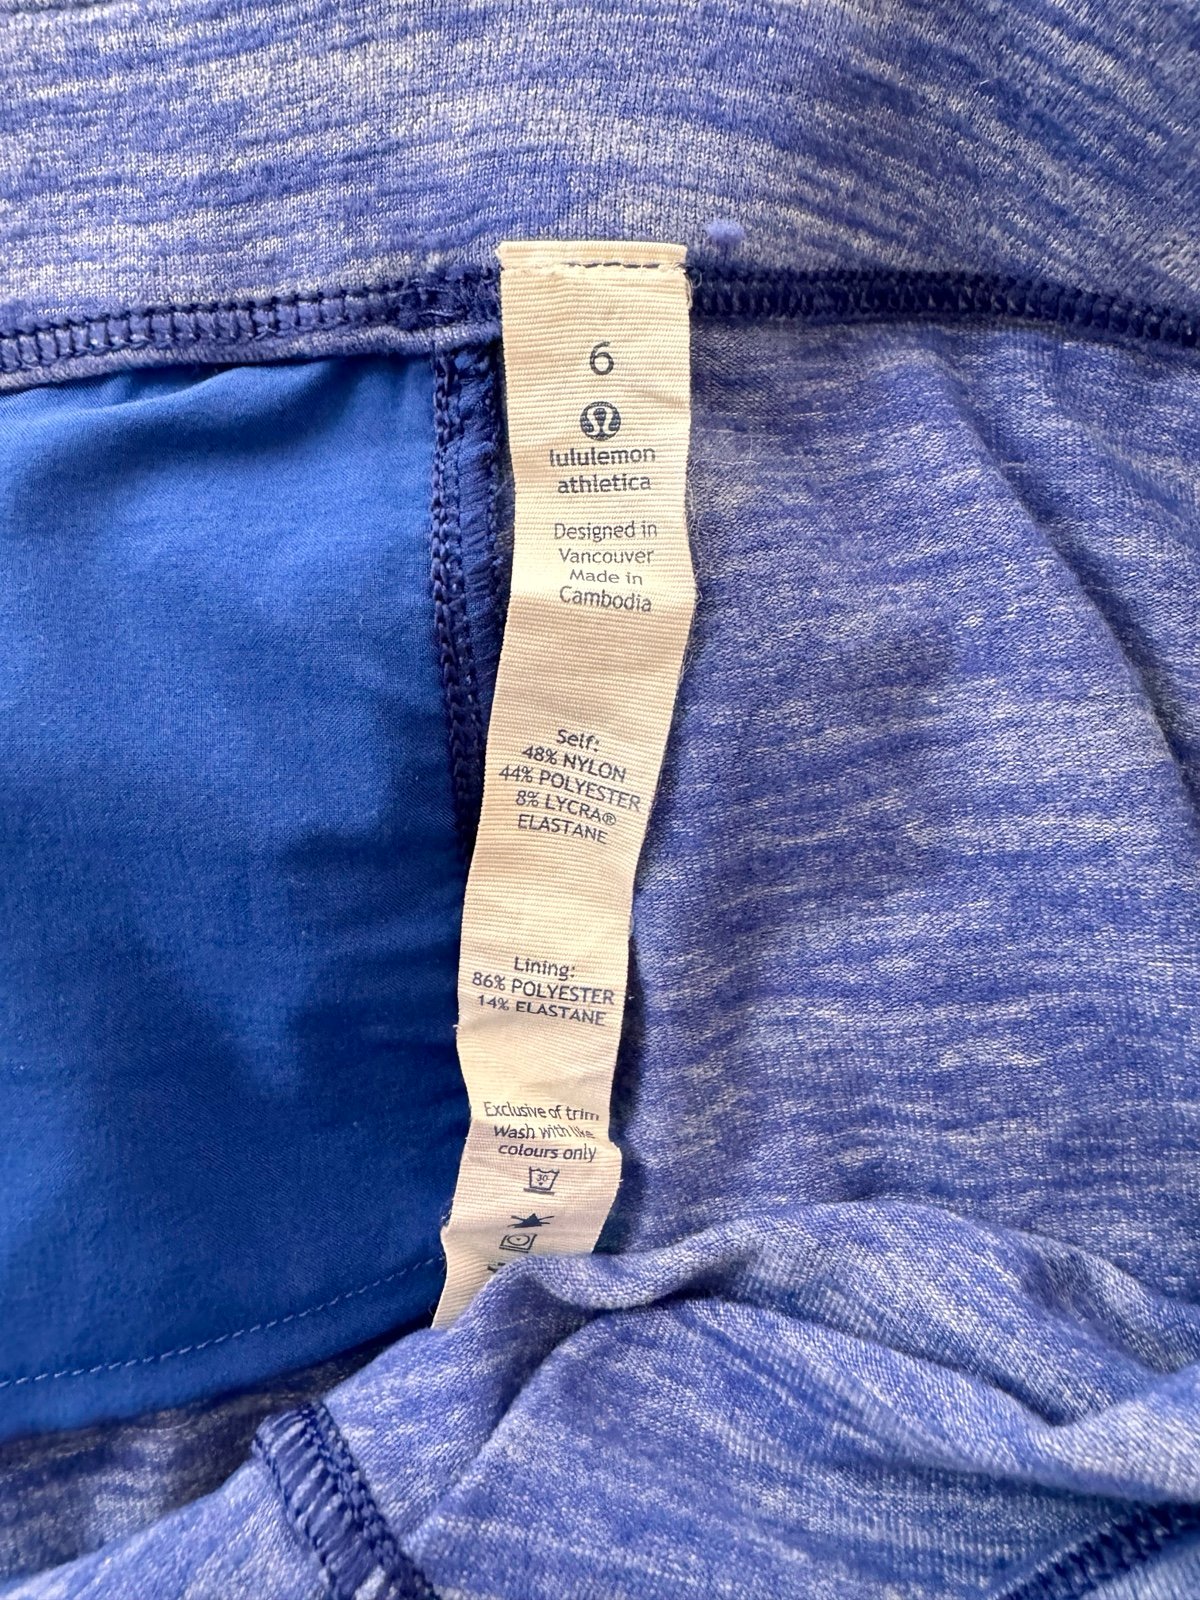 6
lululemon
athletica
Designed in
Vancouver
Made in
Cambodia
Self:
48% NYLON
44% POLYESTER
8% LYCRA®
ELASTANE
Lining:
86% POLYESTER
14% ELASTANE
Exclusive of trim
Wash with like
colours only
30